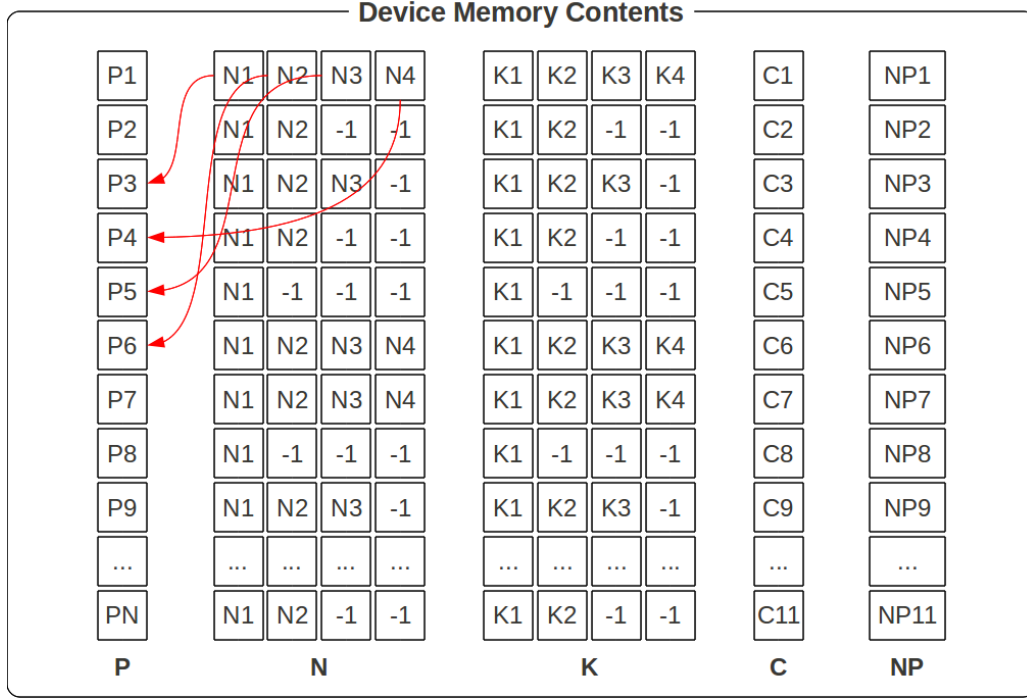 Device Memory Contents
P1 N1 N2 N3 N4 K1 K2 K3 K4 C1 NP1
P2 N1 N2 -1 -1 K1 K2 -1 -1 C2 NP2
P3 N1 N2 N3 -1 K1 K2 K3 -1 C3 NP3
P4 N1 N2 -1 -1 K1 K2 -1 -1 C4 NP4
P5 N1 -1 -1 -1 K1 -1 -1 -1 C5 NP5
P6 N1 N2 N3 N4 K1 K2 K3 K4 C6 NP6
P7 N1 N2 N3 N4 K1 K2 K3 K4 C7 NP7
P8 N1 -1 -1 -1 K1 -1 -1 -1 C8 NP8
P9 N1 N2 N3 -1 K1 K2 K3 -1 C9 NP9
... ... ... ... ... ... ... ... ... ... ...
PN N1 N2 -1 -1 K1 K2 -1 -1 C11 NP11
P N K C NP